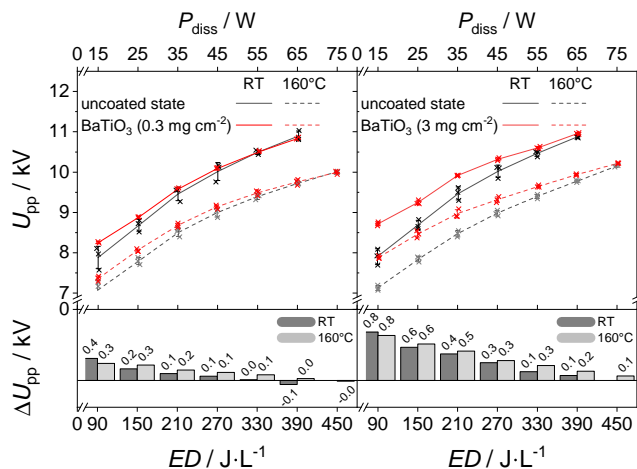 P_diss / W
P_diss / W
0 15 25 35 45 55 65 75
0 15 25 35 45 55 65 75
12
11
10
9
8
7
0
U_pp / kV
RT 160°C
uncoated state
BaTiO₃ (0.3 mg cm⁻²)
RT 160°C
uncoated state
BaTiO₃ (3 mg cm⁻²)
ΔU_pp / kV
RT
160°C
0.4 0.3 0.2 0.3 0.1 0.2 0.1 0.1 0.0 0.1 -0.1 0.0 -0.0
RT
160°C
0.8 0.8 0.6 0.6 0.4 0.5 0.3 0.3 0.1 0.2 0.1 0.2 0.1
0 90 150 210 270 330 390 450
90 150 210 270 330 390 450
ED / J·L⁻¹
ED / J·L⁻¹